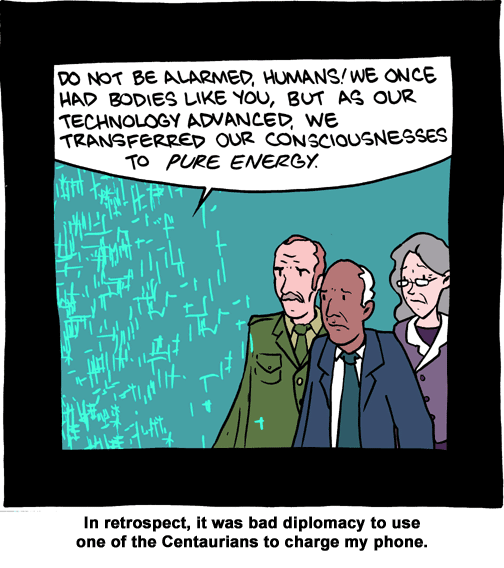 DO NOT BE ALARMED, HUMANS! WE ONCE
HAD BODIES LIKE YOU, BUT AS OUR
TECHNOLOGY ADVANCED, WE
TRANSFERRED OUR CONSCIOUSNESSES
TO PURE ENERGY.
In retrospect, it was bad diplomacy to use
one of the Centaurians to charge my phone.